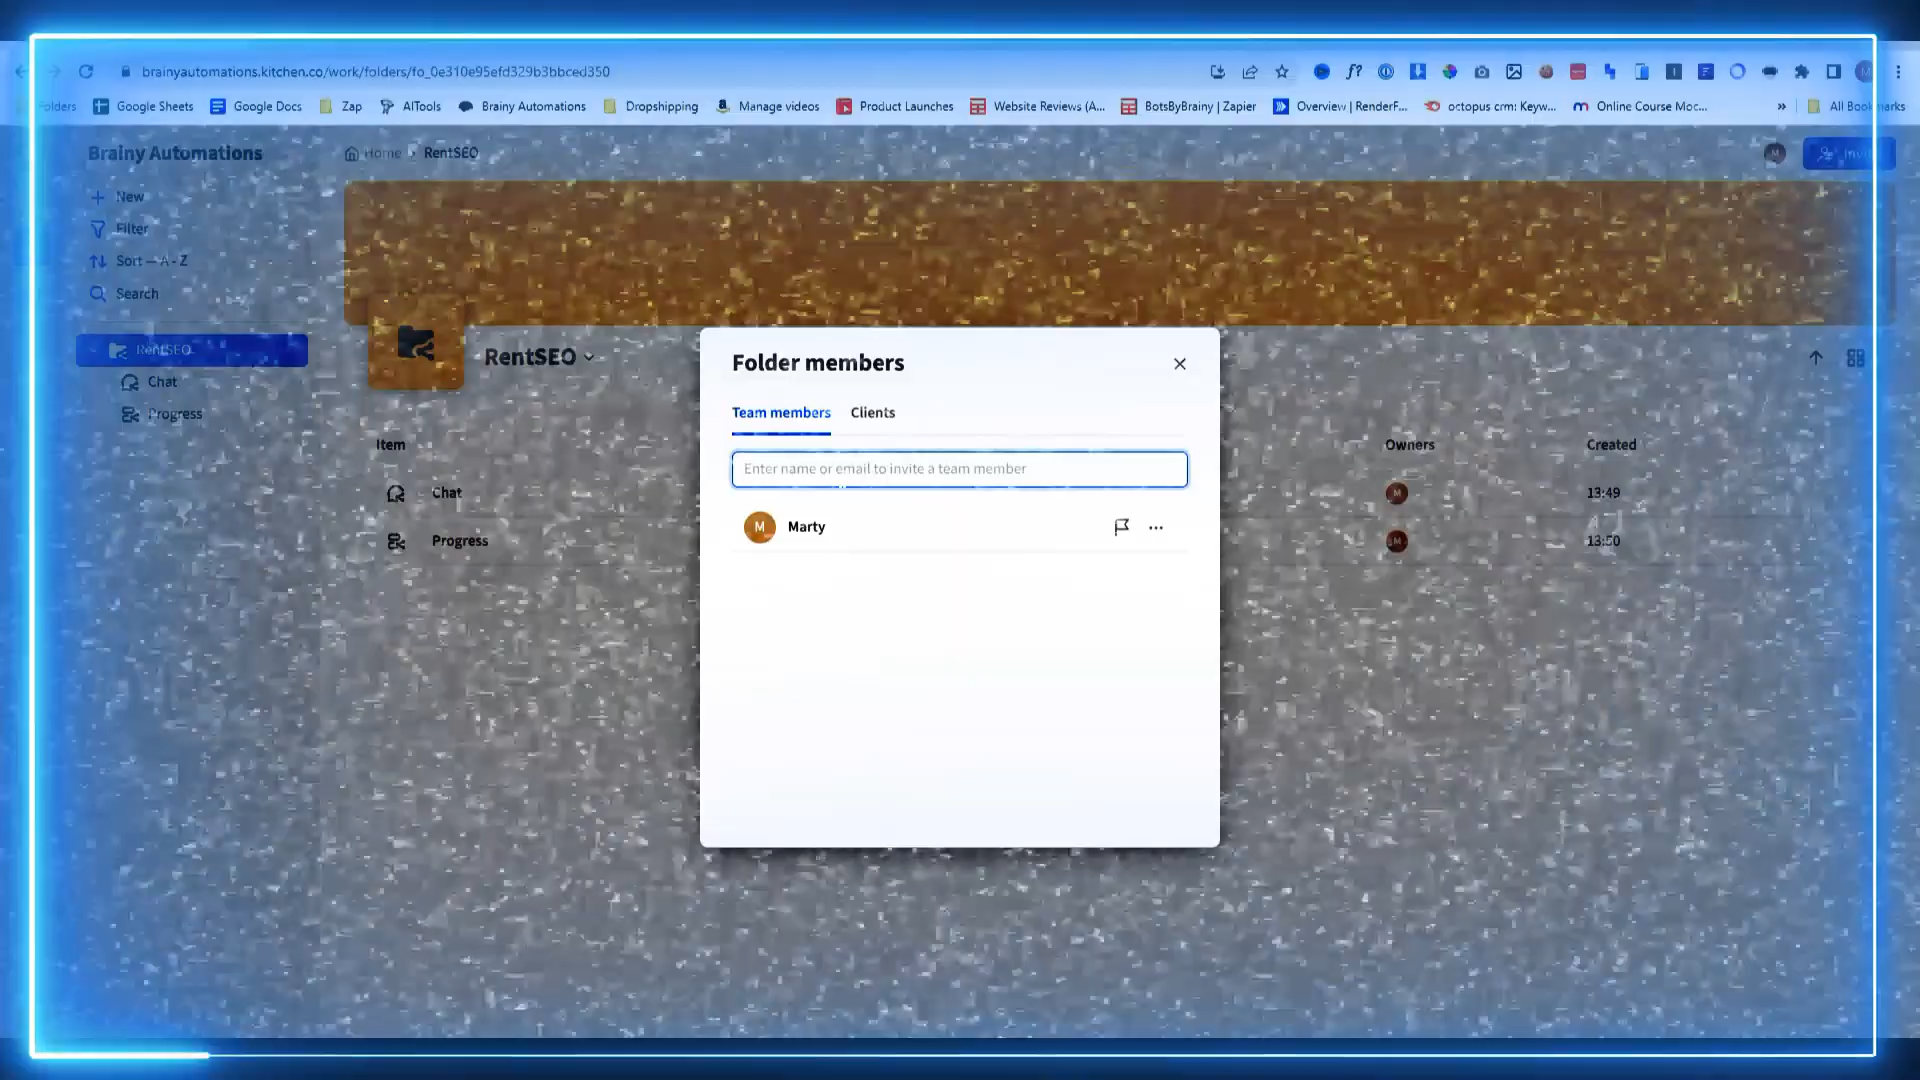 brainyautomations.kitchen.co/work/folders/fo_0e310e95efd329b3bbced350
Folders Google Sheets Google Docs Zap AITools Brainy Automations Dropshipping Manage videos Product Launches Website Reviews (A... BotsByBrainy | Zapier Overview | RenderF... octopus crm: Keyw... Online Course Moc... » All Bookmarks
Brainy Automations
Home › RentSEO
M
New
Filter
Sort — A - Z
Search
RentSEO
Chat
Progress
RentSEO
Item
Owners
Created
Chat
M
13:49
Progress
M
13:50
Folder members
Team members
Clients
Enter name or email to invite a team member
M
Marty